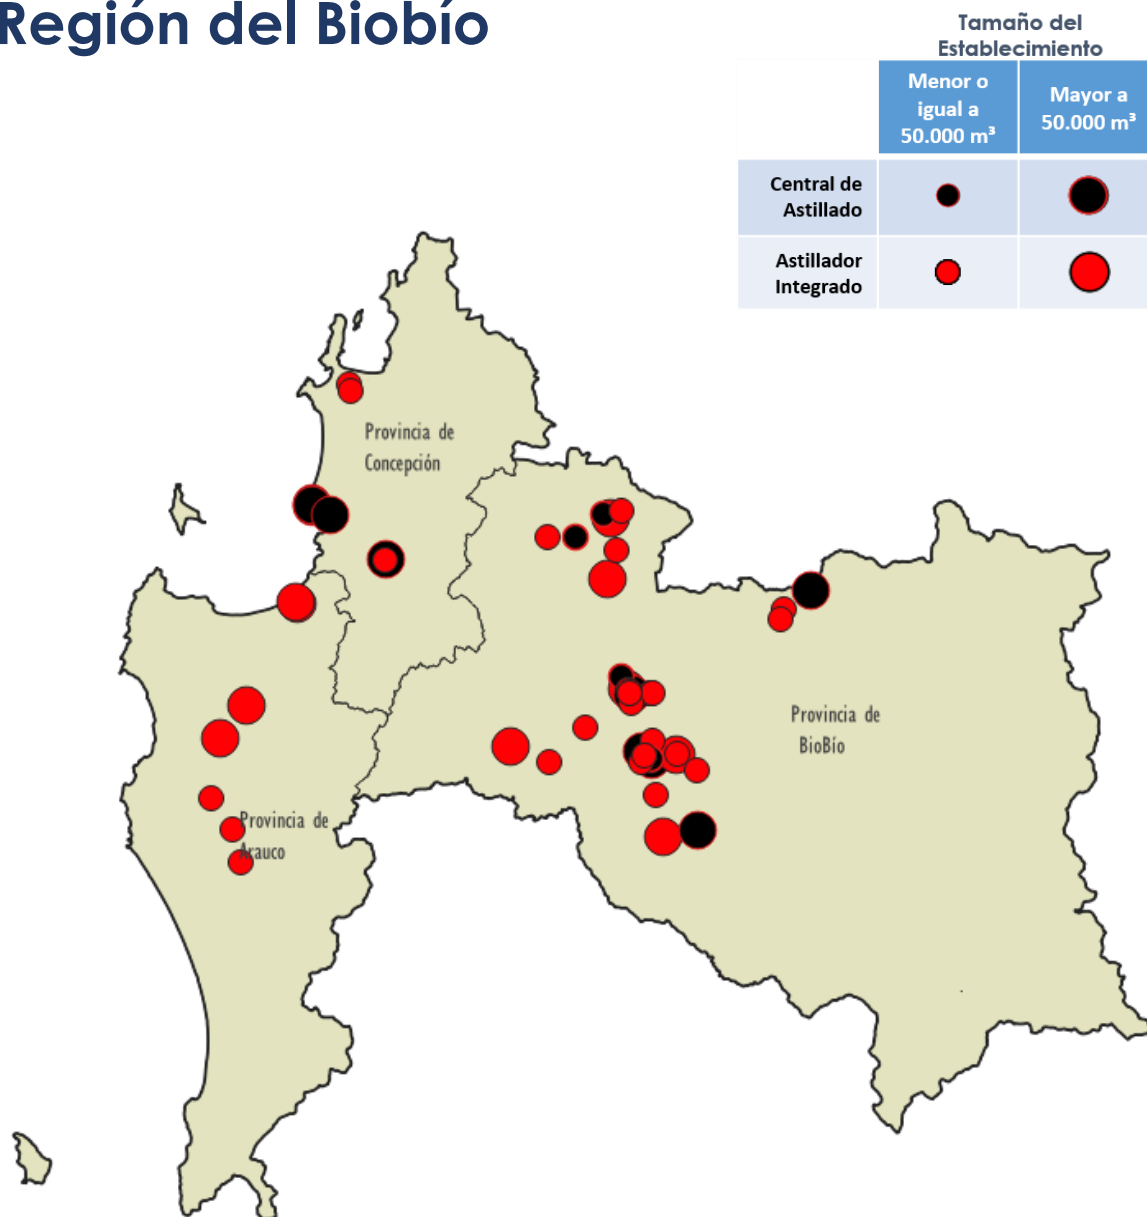 Región del Biobío
Tamaño del
Establecimiento
Menor o
igual a
50.000 m³
Mayor a
50.000 m³
Central de
Astillado
Astillador
Integrado
Provincia de
Concepción
Provincia de
BioBío
Provincia de
Arauco